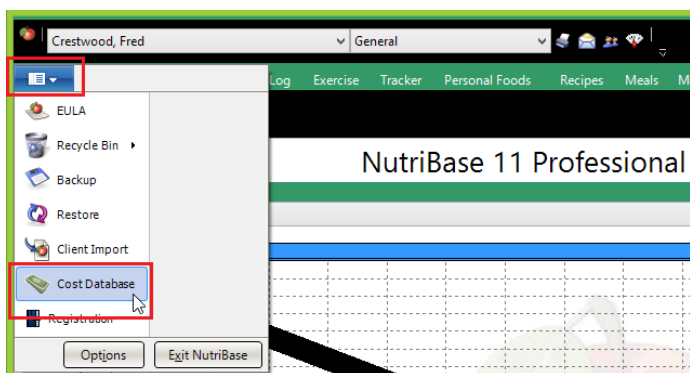 Crestwood, Fred General
Log Exercise Tracker Personal Foods Recipes Meals M
EULA
Recycle Bin
NutriBase 11 Professional
Backup
Restore
Client Import
Cost Database
Registration
Options Exit NutriBase